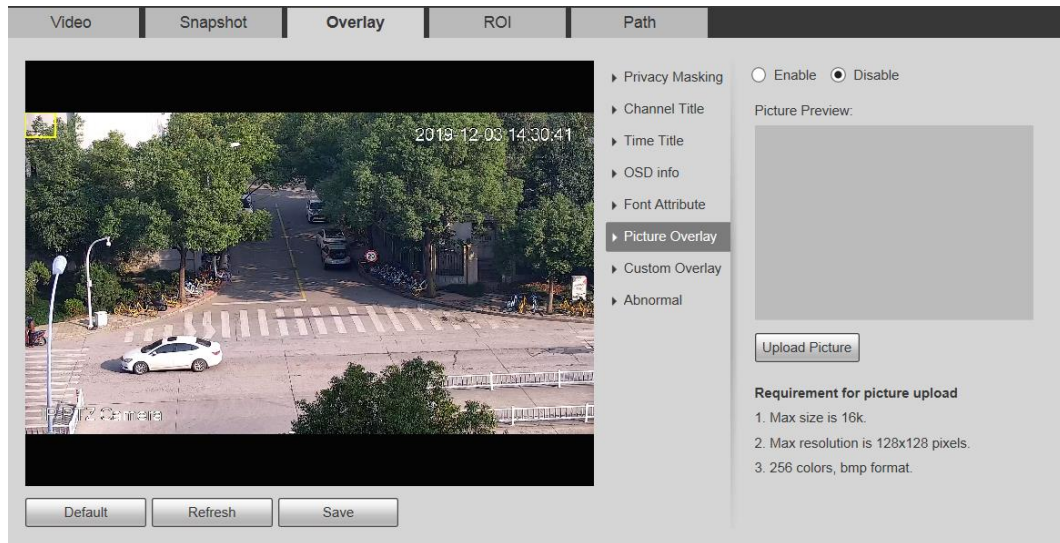 Video Snapshot Overlay ROI Path
2019-12-03 14:30:41
PTZ Camera
Privacy Masking
Channel Title
Time Title
OSD info
Font Attribute
Picture Overlay
Custom Overlay
Abnormal
Enable Disable
Picture Preview:
Upload Picture
Requirement for picture upload
1. Max size is 16k.
2. Max resolution is 128x128 pixels.
3. 256 colors, bmp format.
Default Refresh Save